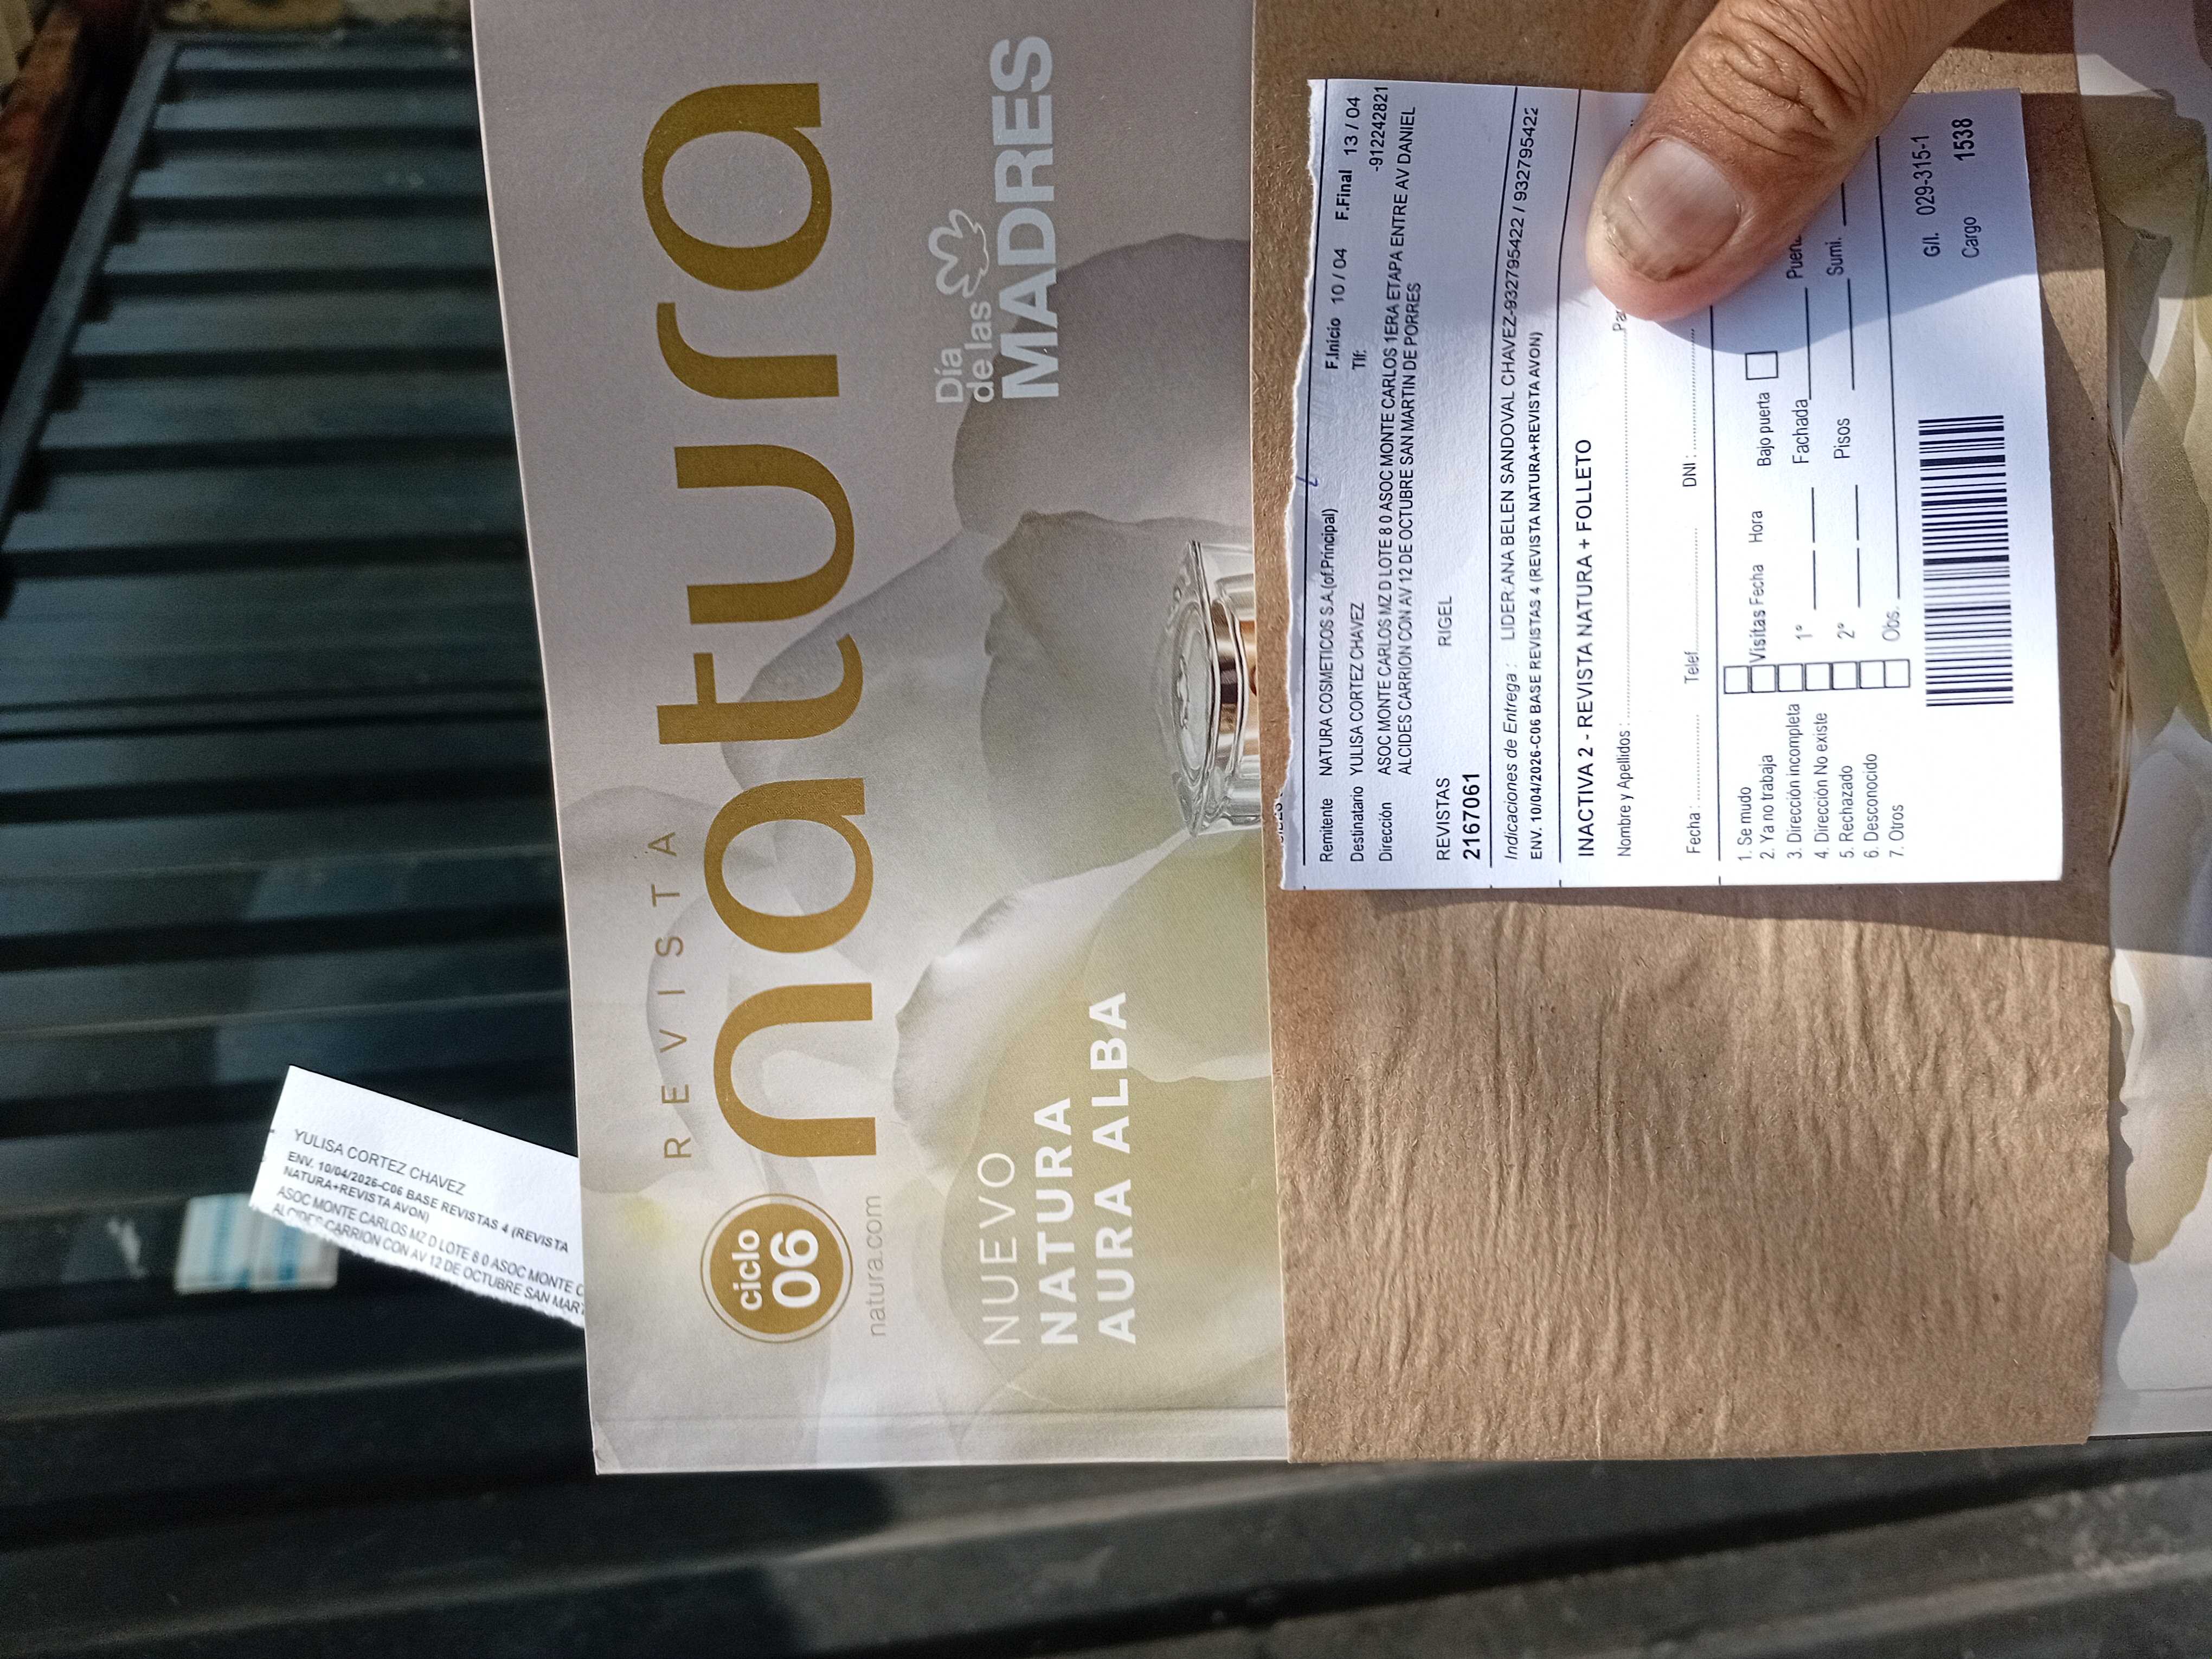 REVISTA
natura
ciclo
06
natura.com
Día
de las
MADRES
NUEVO
NATURA
AURA ALBA
YULISA CORTEZ CHAVEZ
ENV. 10/04/2026-C06 BASE REVISTAS 4 (REVISTA
NATURA+REVISTA AVON)
ASOC MONTE CARLOS MZ D LOTE 8 0 ASOC MONTE C
ALCIDES CARRION CON AV 12 DE OCTUBRE SAN MART
Remitente NATURA COSMETICOS S.A.(of.Principal) F.Inicio 10 / 04 F.Final 13 / 04
Destinatario YULISA CORTEZ CHAVEZ Tlf: -912242821
Dirección ASOC MONTE CARLOS MZ D LOTE 8 0 ASOC MONTE CARLOS 1ERA ETAPA ENTRE AV DANIEL
ALCIDES CARRION CON AV 12 DE OCTUBRE SAN MARTIN DE PORRES
REVISTAS RIGEL
2167061
Indicaciones de Entrega : LIDER:ANA BELEN SANDOVAL CHAVEZ-932795422 / 932795422
ENV. 10/04/2026-C06 BASE REVISTAS 4 (REVISTA NATURA+REVISTA AVON)
INACTIVA 2 - REVISTA NATURA + FOLLETO
Nombre y Apellidos :
Fecha : Telef. DNI :
1. Se mudo
2. Ya no trabaja Visitas Fecha Hora Bajo puerta
3. Dirección incompleta 1° Fachada
4. Dirección No existe
5. Rechazado 2° Pisos Sumi.
6. Desconocido
7. Otros Obs.
G/I. 029-315-1
Cargo 1538